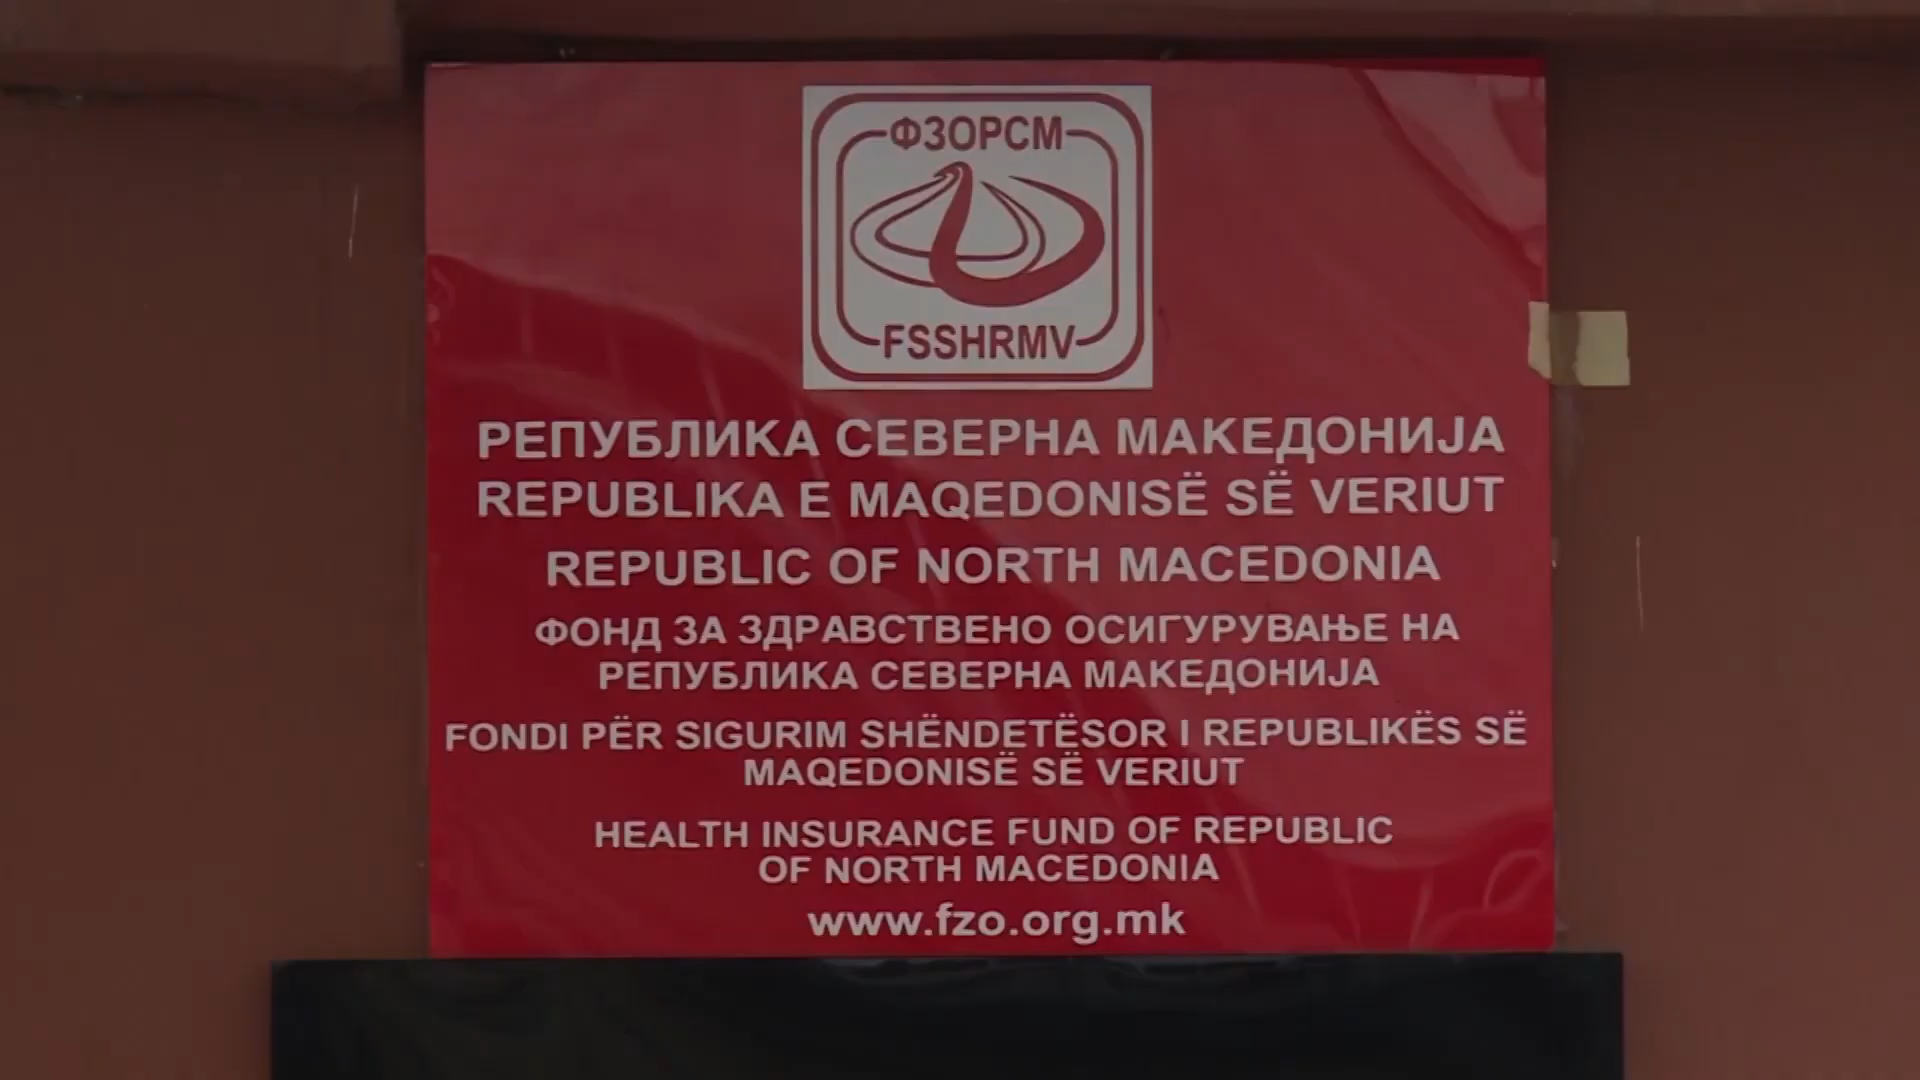 ФЗОРСМ
FSSHRMV
РЕПУБЛИКА СЕВЕРНА МАКЕДОНИЈА
REPUBLIKA E MAQEDONISË SË VERIUT
REPUBLIC OF NORTH MACEDONIA
ФОНД ЗА ЗДРАВСТВЕНО ОСИГУРУВАЊЕ НА
РЕПУБЛИКА СЕВЕРНА МАКЕДОНИЈА
FONDI PËR SIGURIM SHËNDETËSOR I REPUBLIKËS SË
MAQEDONISË SË VERIUT
HEALTH INSURANCE FUND OF REPUBLIC
OF NORTH MACEDONIA
www.fzo.org.mk